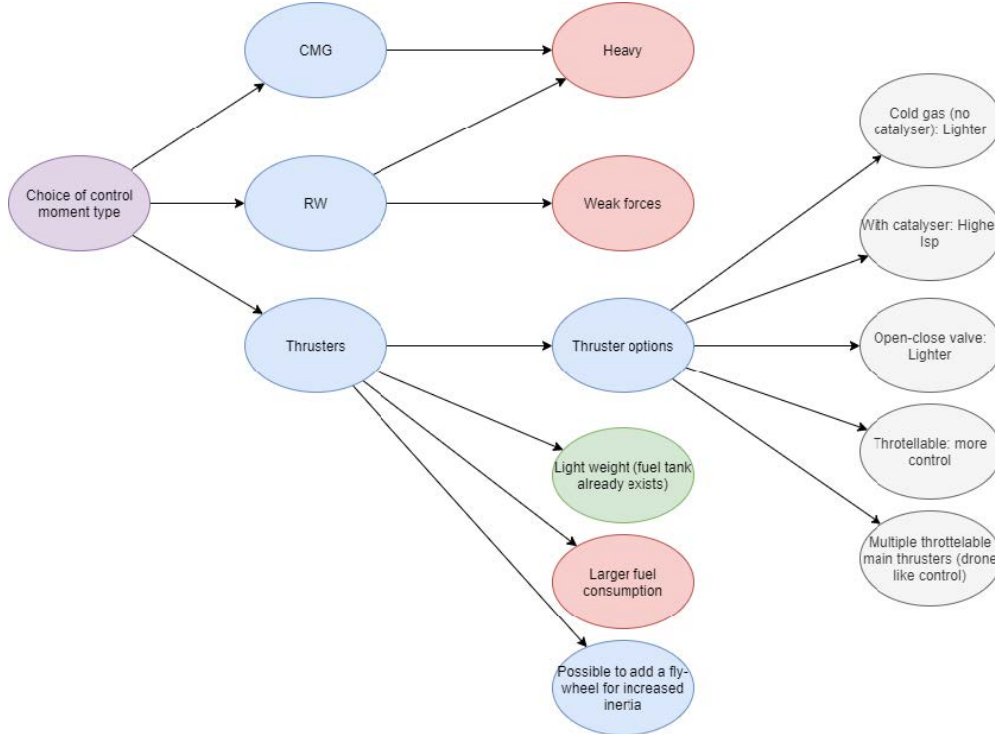 CMG
Heavy
Cold gas (no
catalyser): Lighter
Choice of control
moment type
RW
Weak forces
With catalyser: Highe
Isp
Thrusters
Thruster options
Open-close valve:
Lighter
Light weight (fuel tank
already exists)
Throtellable: more
control
Larger fuel
consumption
Multiple throttelable
main thrusters (drone
like control)
Possible to add a fly-
wheel for increased
inertia